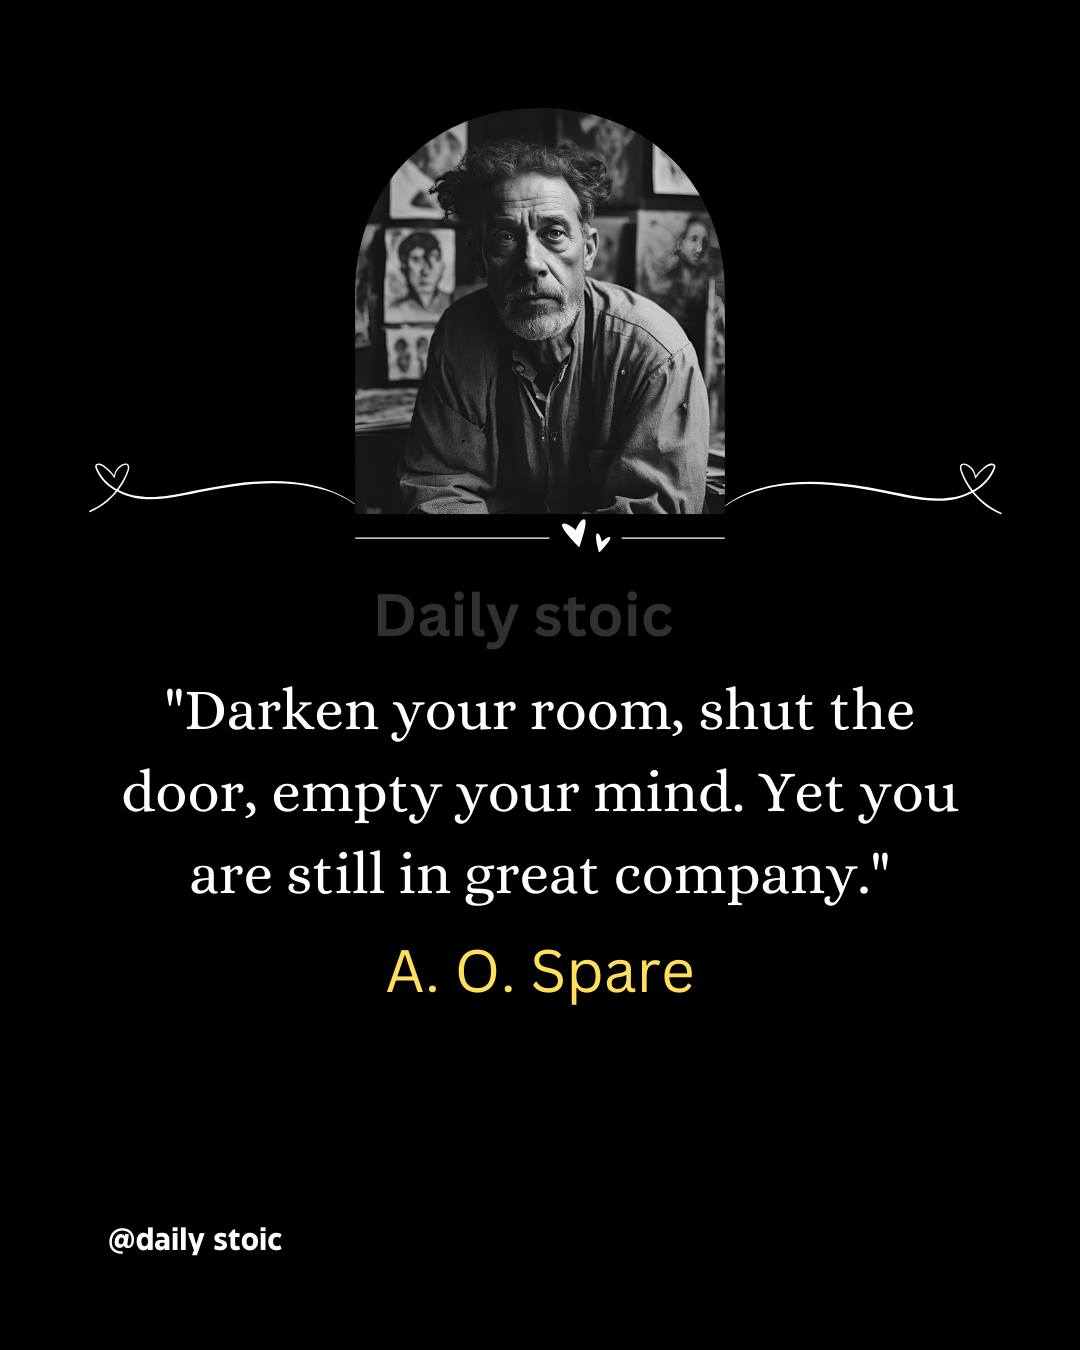 Daily stoic
"Darken your room, shut the
door, empty your mind. Yet you
are still in great company."
A. O. Spare
@daily stoic